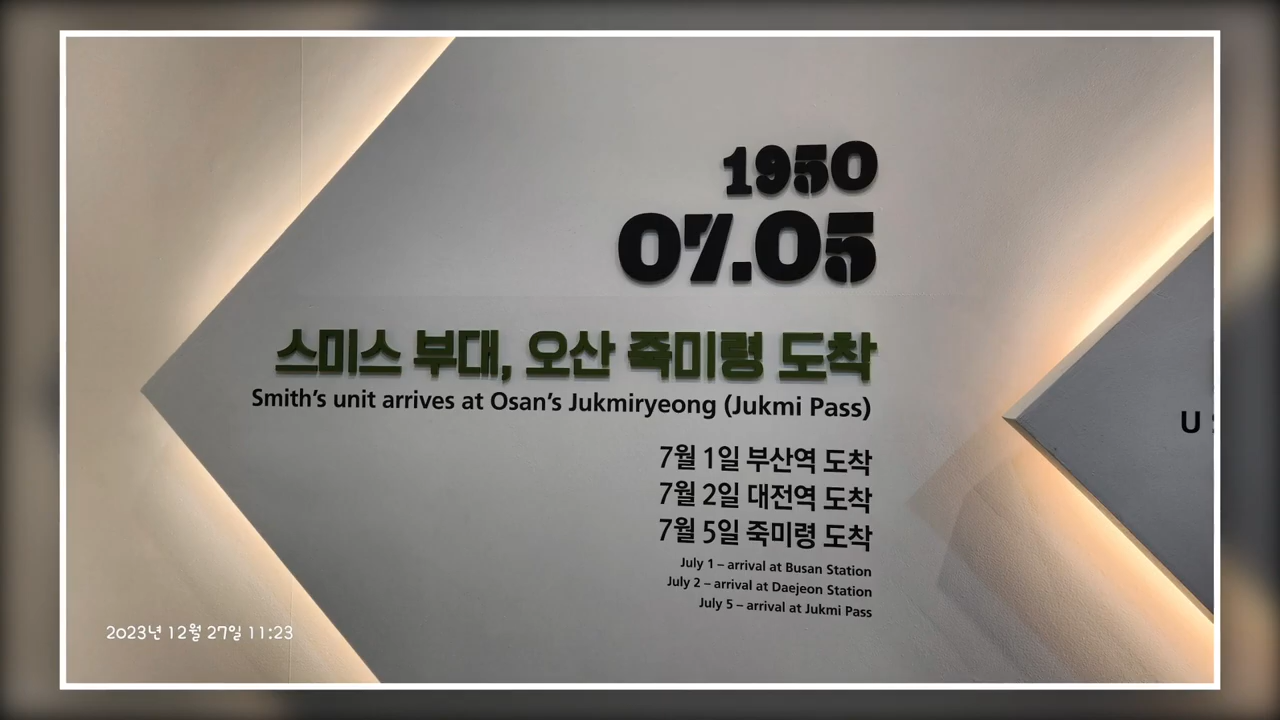 1950
07.05
스미스 부대, 오산 죽미령 도착
Smith's unit arrives at Osan's Jukmiryeong (Jukmi Pass)
7월 1일 부산역 도착
7월 2일 대전역 도착
7월 5일 죽미령 도착
July 1 – arrival at Busan Station
July 2 – arrival at Daejeon Station
July 5 – arrival at Jukmi Pass
U
2023년 12월 27일 11:23